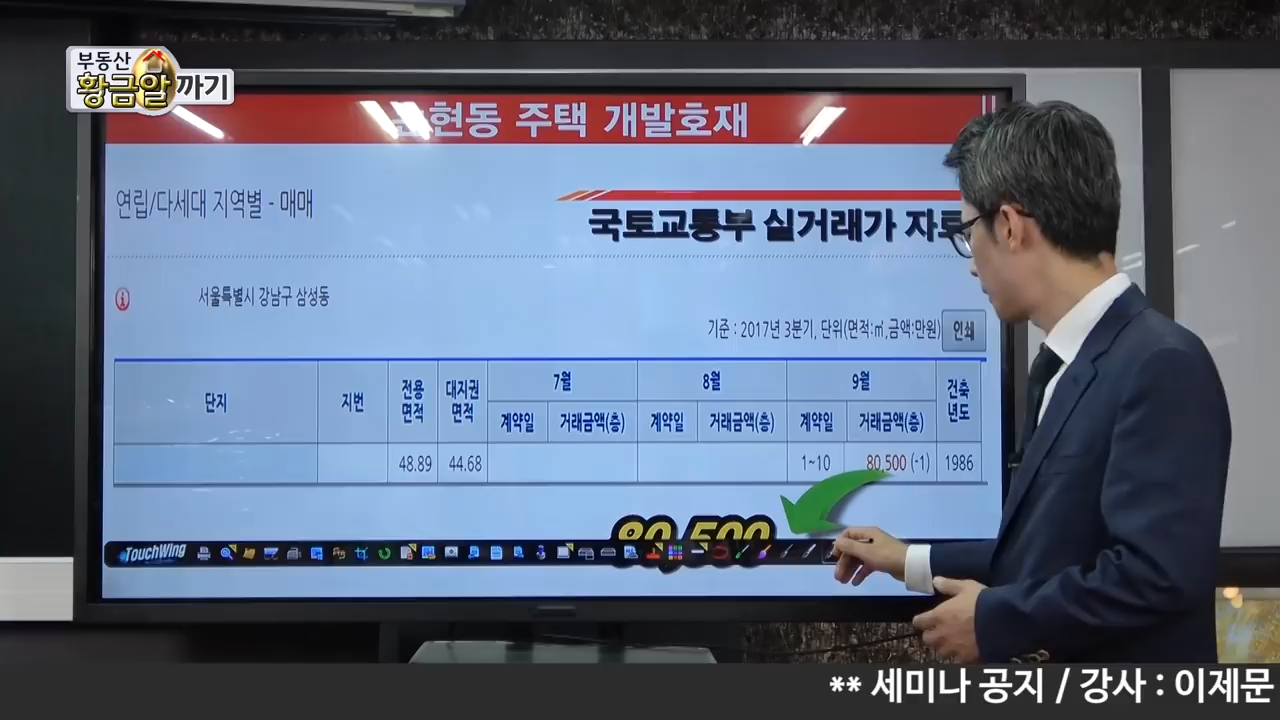 부동산
황금알까기
현동 주택 개발호재
연립/다세대 지역별 - 매매
국토교통부 실거래가 자료
서울특별시 강남구 삼성동
기준 : 2017년 3분기, 단위(면적:㎡,금액:만원)
인쇄
단지 지번 전용면적 대지권면적 7월 8월 9월 건축년도
계약일 거래금액(층) 계약일 거래금액(층) 계약일 거래금액(층)
48.89 44.68 1~10 80,500 (-1) 1986
80,500
TouchWing
** 세미나 공지 / 강사 : 이제문